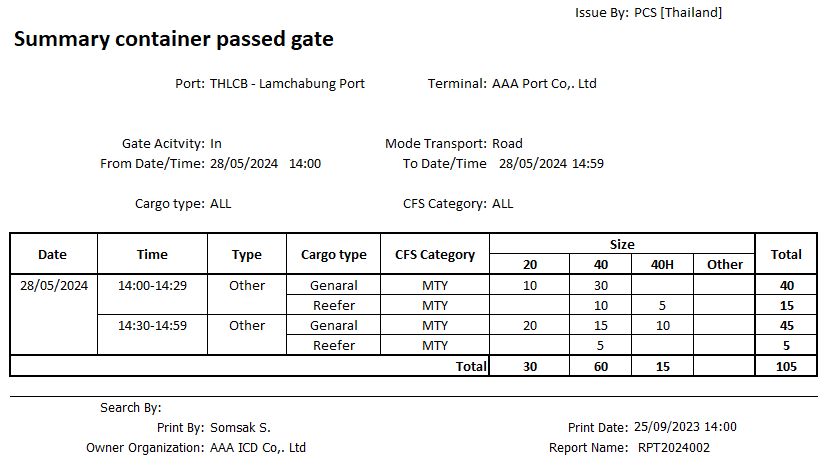 Issue By: PCS [Thailand]
Summary container passed gate
Port: THLCB - Lamchabung Port Terminal: AAA Port Co,. Ltd
Gate Acitvity: In Mode Transport: Road
From Date/Time: 28/05/2024 14:00 To Date/Time 28/05/2024 14:59
Cargo type: ALL CFS Category: ALL
Date Time Type Cargo type CFS Category Size Total
20 40 40H Other
28/05/2024 14:00-14:29 Other Genaral MTY 10 30 40
Reefer MTY 10 5 15
14:30-14:59 Other Genaral MTY 20 15 10 45
Reefer MTY 5 5
Total 30 60 15 105
Search By:
Print By: Somsak S. Print Date: 25/09/2023 14:00
Owner Organization: AAA ICD Co,. Ltd Report Name: RPT2024002